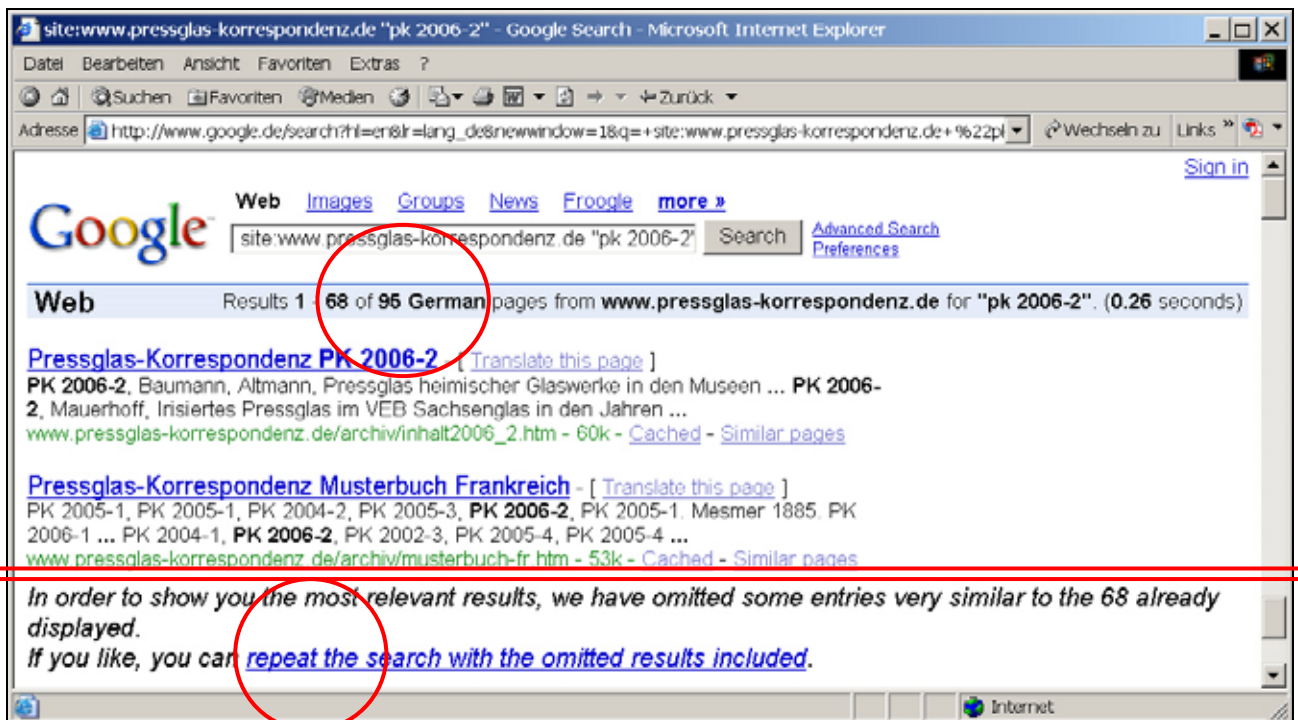 site:www.pressglas-korrespondenz.de "pk 2006-2" - Google Search - Microsoft Internet Explorer
Datei Bearbeiten Ansicht Favoriten Extras ?
Suchen Favoriten Medien Zurück
Adresse http://www.google.de/search?hl=en&lr=lang_de&newwindow=1&q=+site:www.pressglas-korrespondenz.de+%22pl Wechseln zu Links »
Sign in
Google Web Images Groups News Froogle more »
site:www.pressglas-korrespondenz.de "pk 2006-2" Search Advanced Search
Preferences
Web Results 1 - 68 of 95 German pages from www.pressglas-korrespondenz.de for "pk 2006-2". (0.26 seconds)
Pressglas-Korrespondenz PK 2006-2 - [ Translate this page ]
PK 2006-2, Baumann, Altmann, Pressglas heimischer Glaswerke in den Museen ... PK 2006-
2, Mauerhoff, Irisiertes Pressglas im VEB Sachsenglas in den Jahren ...
www.pressglas-korrespondenz.de/archiv/inhalt2006_2.htm - 60k - Cached - Similar pages
Pressglas-Korrespondenz Musterbuch Frankreich - [ Translate this page ]
PK 2005-1, PK 2005-1, PK 2004-2, PK 2005-3, PK 2006-2, PK 2005-1. Mesmer 1885. PK
2006-1 ... PK 2004-1, PK 2006-2, PK 2002-3, PK 2005-4, PK 2005-4 ...
www.pressglas-korrespondenz.de/archiv/musterbuch-fr.htm - 53k - Cached - Similar pages
In order to show you the most relevant results, we have omitted some entries very similar to the 68 already
displayed.
If you like, you can repeat the search with the omitted results included.
Internet